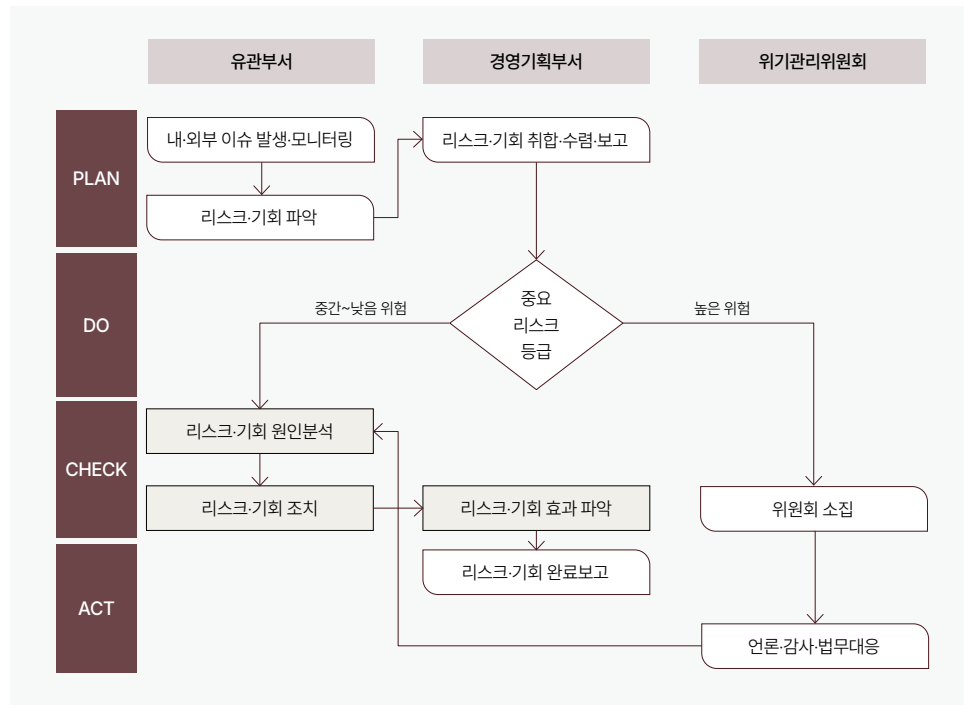 유관부서
경영기획부서
위기관리위원회
PLAN
내·외부 이슈 발생·모니터링
리스크·기회 취합·수렴·보고
리스크·기회 파악
DO
중간~낮음 위험
중요
리스크
등급
높은 위험
CHECK
리스크·기회 원인분석
리스크·기회 조치
리스크·기회 효과 파악
위원회 소집
ACT
리스크·기회 완료보고
언론·감사·법무대응